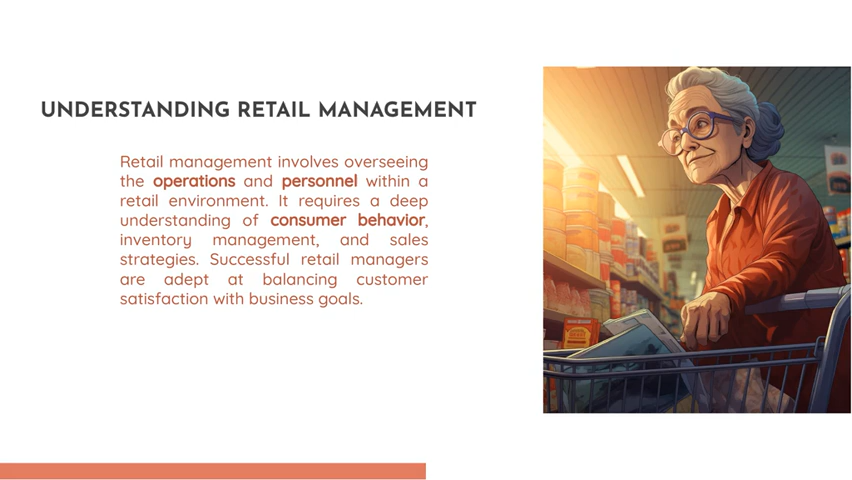 UNDERSTANDING RETAIL MANAGEMENT
Retail management involves overseeing
the operations and personnel within a
retail environment. It requires a deep
understanding of consumer behavior,
inventory management, and sales
strategies. Successful retail managers
are adept at balancing customer
satisfaction with business goals.